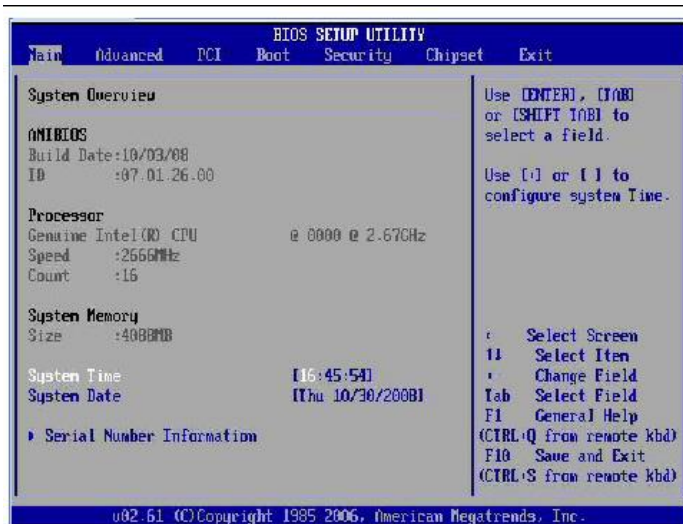 BIOS SETUP UTILITY
Main Advanced PCI Boot Security Chipset Exit
System Overview
AMIBIOS
Build Date:10/03/08
ID :07.01.26.00
Processor
Genuine Intel(R) CPU @ 0000 @ 2.67GHz
Speed :2666MHz
Count :16
System Memory
Size :4088MB
System Time [16:45:54]
System Date [Thu 10/30/2008]
Serial Number Information
Use [ENTER], [TAB]
or [SHIFT TAB] to
select a field.
Use [+] or [ ] to
configure system Time.
Select Screen
↑↓ Select Item
Change Field
Tab Select Field
F1 General Help
(CTRL+Q from remote kbd)
F10 Save and Exit
(CTRL+S from remote kbd)
v02.61 (C)Copyright 1985 2006, American Megatrends, Inc.